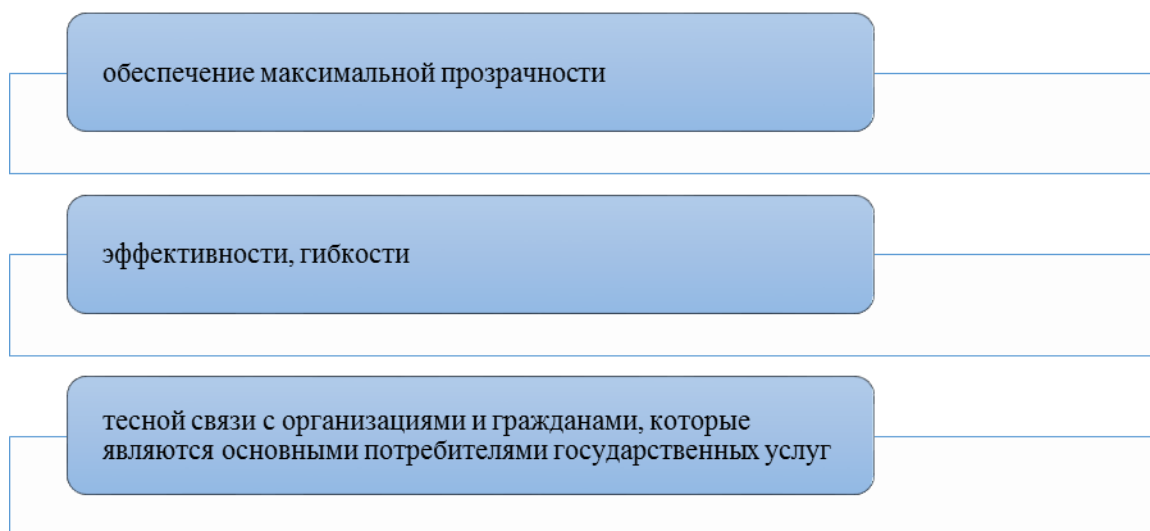 обеспечение максимальной прозрачности
эффективности, гибкости
тесной связи с организациями и гражданами, которые
являются основными потребителями государственных услуг